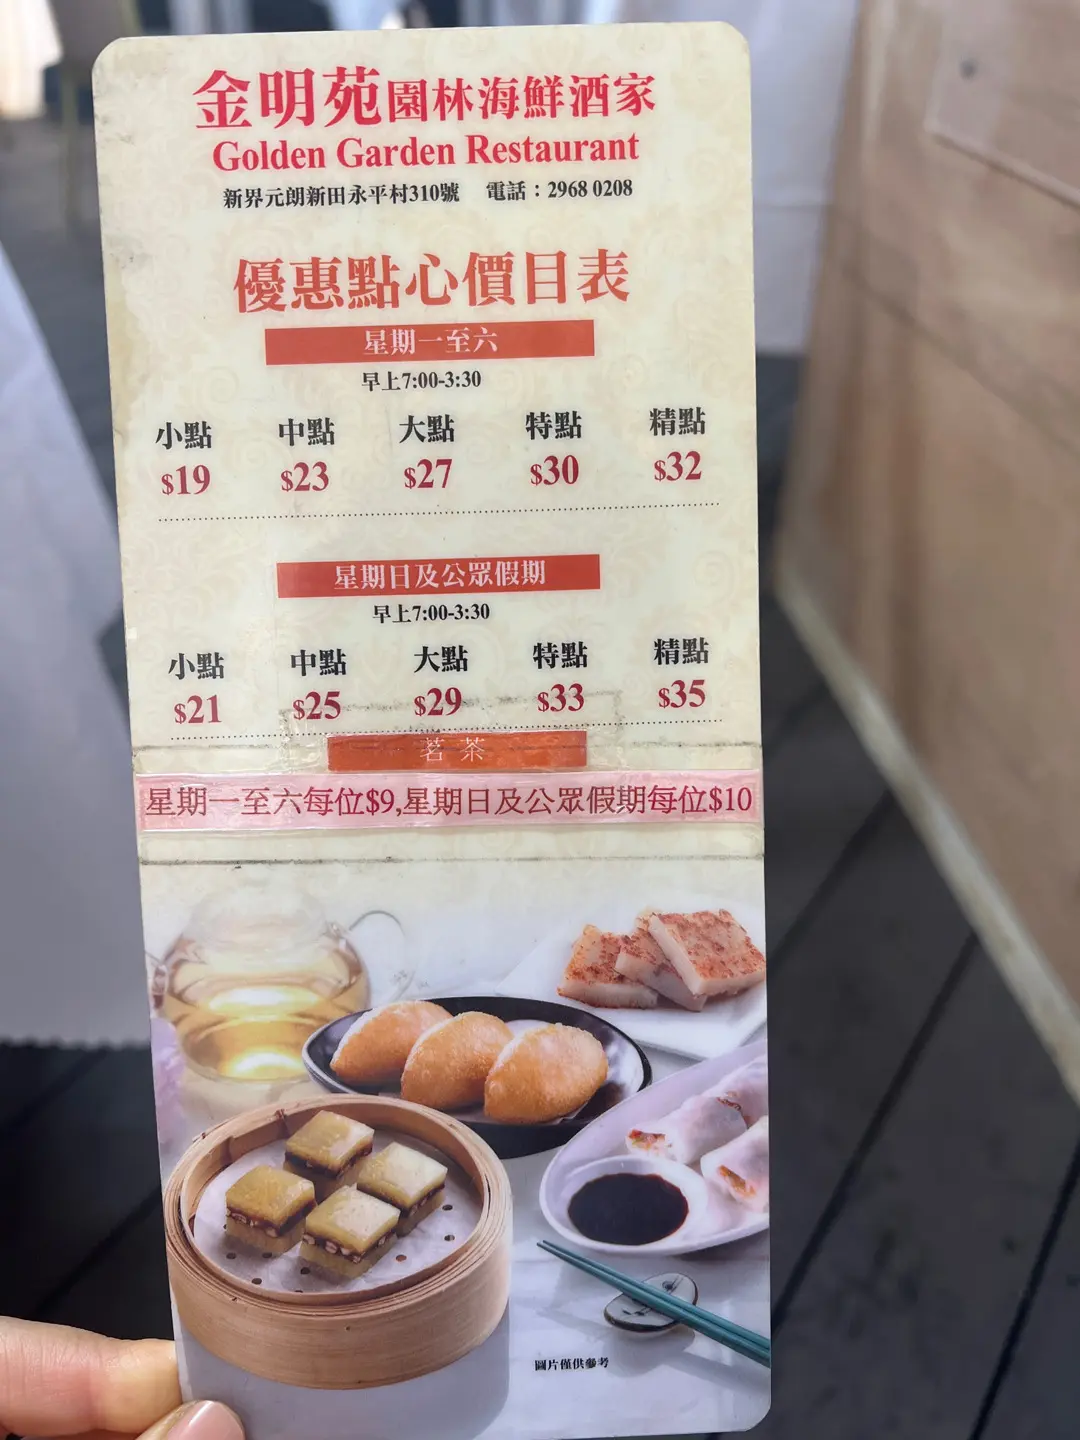 金明苑園林海鮮酒家
Golden Garden Restaurant
新界元朗新田永平村310號 電話：2968 0208
優惠點心價目表
星期一至六
早上7:00-3:30
小點 中點 大點 特點 精點
$19 $23 $27 $30 $32
星期日及公眾假期
早上7:00-3:30
小點 中點 大點 特點 精點
$21 $25 $29 $33 $35
茗茶
星期一至六每位$9,星期日及公眾假期每位$10
圖片僅供參考